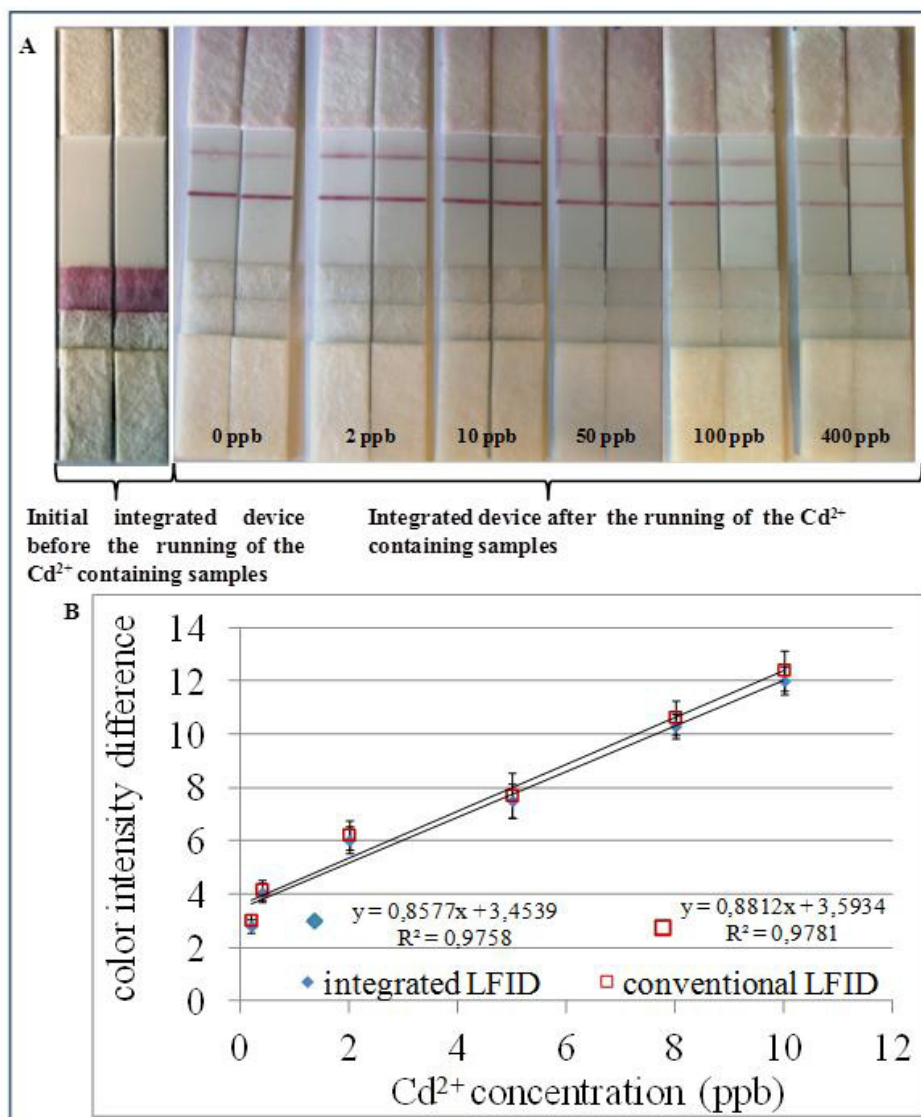 A
0 ppb
2 ppb
10 ppb
50 ppb
100 ppb
400 ppb
Initial integrated device
before the running of the
Cd²⁺ containing samples
Integrated device after the running of the Cd²⁺
containing samples
B
color intensity difference
14
12
10
8
6
4
2
0
y = 0,8577x + 3,4539
R² = 0,9758
y = 0,8812x + 3,5934
R² = 0,9781
integrated LFID
conventional LFID
0
2
4
6
8
10
12
Cd²⁺ concentration (ppb)